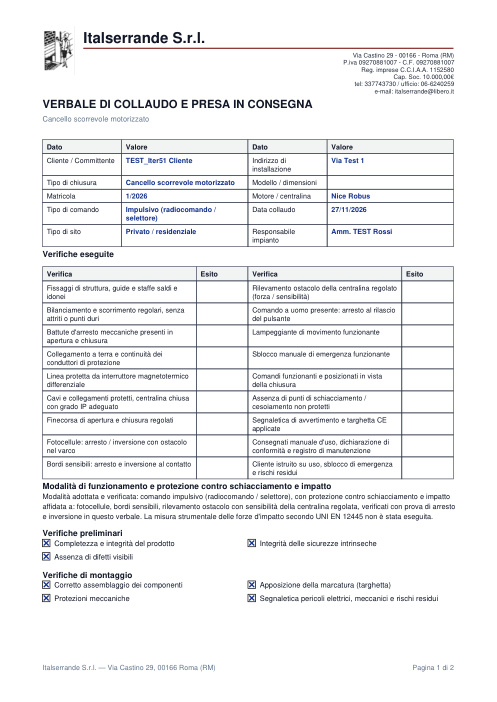 Italserrande S.r.l.
Via Castino 29 - 00166 - Roma (RM)
P.Iva 09270881007 - C.F. 09270881007
Reg. imprese C.C.I.A.A. 1152580
Cap. Soc. 10.000,00€
tel: 337743730 / ufficio: 06-6240259
e-mail: italserrande@libero.it
VERBALE DI COLLAUDO E PRESA IN CONSEGNA
Cancello scorrevole motorizzato
Dato Valore Dato Valore
Cliente / Committente TEST_Iter51 Cliente Indirizzo di Via Test 1
installazione
Tipo di chiusura Cancello scorrevole motorizzato Modello / dimensioni
Matricola 1/2026 Motore / centralina Nice Robus
Tipo di comando Impulsivo (radiocomando / Data collaudo 27/11/2026
selettore)
Tipo di sito Privato / residenziale Responsabile Amm. TEST Rossi
impianto
Verifiche eseguite
Verifica Esito Verifica Esito
Fissaggi di struttura, guide e staffe saldi e Rilevamento ostacolo della centralina regolato
idonei (forza / sensibilità)
Bilanciamento e scorrimento regolari, senza Comando a uomo presente: arresto al rilascio
attriti o punti duri del pulsante
Battute d'arresto meccaniche presenti in Lampeggiante di movimento funzionante
apertura e chiusura
Collegamento a terra e continuità dei Sblocco manuale di emergenza funzionante
conduttori di protezione
Linea protetta da interruttore magnetotermico Comandi funzionanti e posizionati in vista
differenziale della chiusura
Cavi e collegamenti protetti, centralina chiusa Assenza di punti di schiacciamento /
con grado IP adeguato cesoiamento non protetti
Finecorsa di apertura e chiusura regolati Segnaletica di avvertimento e targhetta CE
applicate
Fotocellule: arresto / inversione con ostacolo Consegnati manuale d'uso, dichiarazione di
nel varco conformità e registro di manutenzione
Bordi sensibili: arresto e inversione al contatto Cliente istruito su uso, sblocco di emergenza
e rischi residui
Modalità di funzionamento e protezione contro schiacciamento e impatto
Modalità adottata e verificata: comando impulsivo (radiocomando / selettore), con protezione contro schiacciamento e impatto
affidata a: fotocellule, bordi sensibili, rilevamento ostacolo con sensibilità della centralina regolata, verificati con prova di arresto
e inversione in questo verbale. La misura strumentale delle forze d'impatto secondo UNI EN 12445 non è stata eseguita.
Verifiche preliminari
Completezza e integrità del prodotto Integrità delle sicurezze intrinseche
Assenza di difetti visibili
Verifiche di montaggio
Corretto assemblaggio dei componenti Apposizione della marcatura (targhetta)
Protezioni meccaniche Segnaletica pericoli elettrici, meccanici e rischi residui
Italserrande S.r.l. — Via Castino 29, 00166 Roma (RM) Pagina 1 di 2